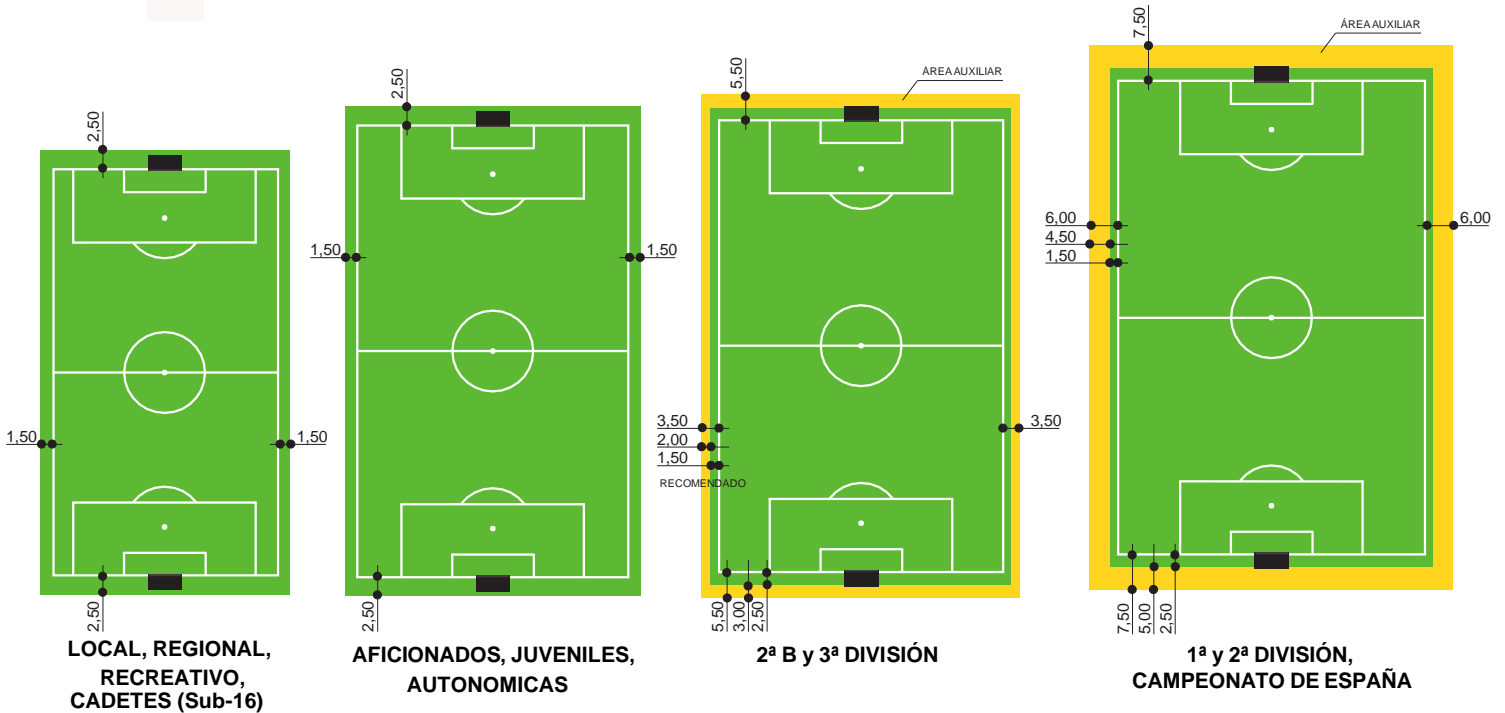 2,50
1,50
1,50
2,50
LOCAL, REGIONAL,
RECREATIVO,
CADETES (Sub-16)
2,50
1,50
1,50
2,50
AFICIONADOS, JUVENILES,
AUTONOMICAS
5,50
ÁREA AUXILIAR
3,50
2,00
1,50
RECOMENDADO
3,50
5,50
3,00
2,50
2ª B y 3ª DIVISIÓN
7,50
ÁREA AUXILIAR
6,00
4,50
1,50
6,00
7,50
5,00
2,50
1ª y 2ª DIVISIÓN,
CAMPEONATO DE ESPAÑA